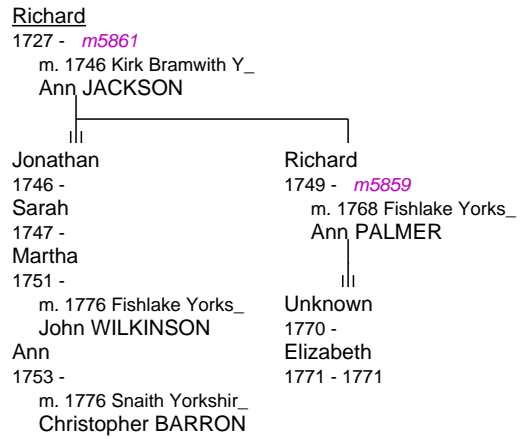 Richard
1727 - m5861
m. 1746 Kirk Bramwith Y_
Ann JACKSON
Jonathan
1746 -
Sarah
1747 -
Martha
1751 -
m. 1776 Fishlake Yorks_
John WILKINSON
Ann
1753 -
m. 1776 Snaith Yorkshir_
Christopher BARRON
Richard
1749 - m5859
m. 1768 Fishlake Yorks_
Ann PALMER
Unknown
1770 -
Elizabeth
1771 - 1771